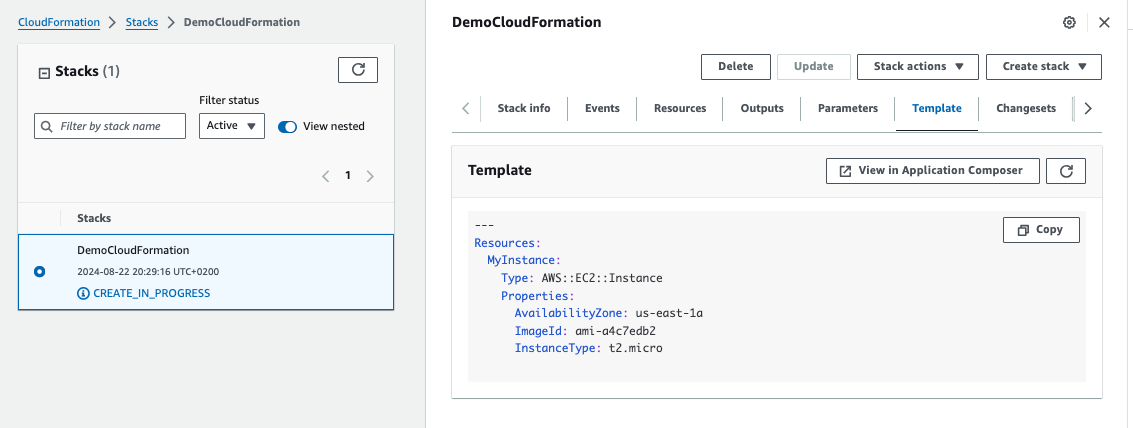 CloudFormation > Stacks > DemoCloudFormation
Stacks (1)
Filter status
Filter by stack name
Active
View nested
1
Stacks
DemoCloudFormation
2024-08-22 20:29:16 UTC+0200
CREATE_IN_PROGRESS
DemoCloudFormation
Delete Update Stack actions Create stack
Stack info Events Resources Outputs Parameters Template Changesets
Template
View in Application Composer
Copy
---
Resources:
  MyInstance:
    Type: AWS::EC2::Instance
    Properties:
      AvailabilityZone: us-east-1a
      ImageId: ami-a4c7edb2
      InstanceType: t2.micro